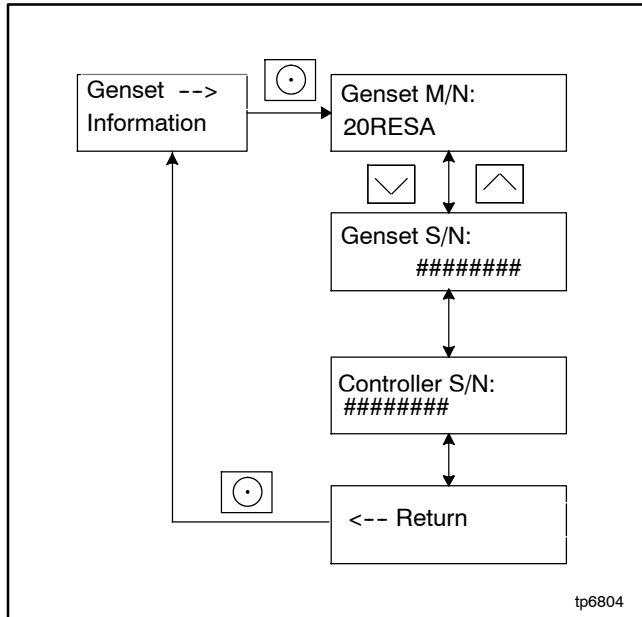 Genset -->
Information
Genset M/N:
20RESA
Genset S/N:
########
Controller S/N:
########
<-- Return
tp6804